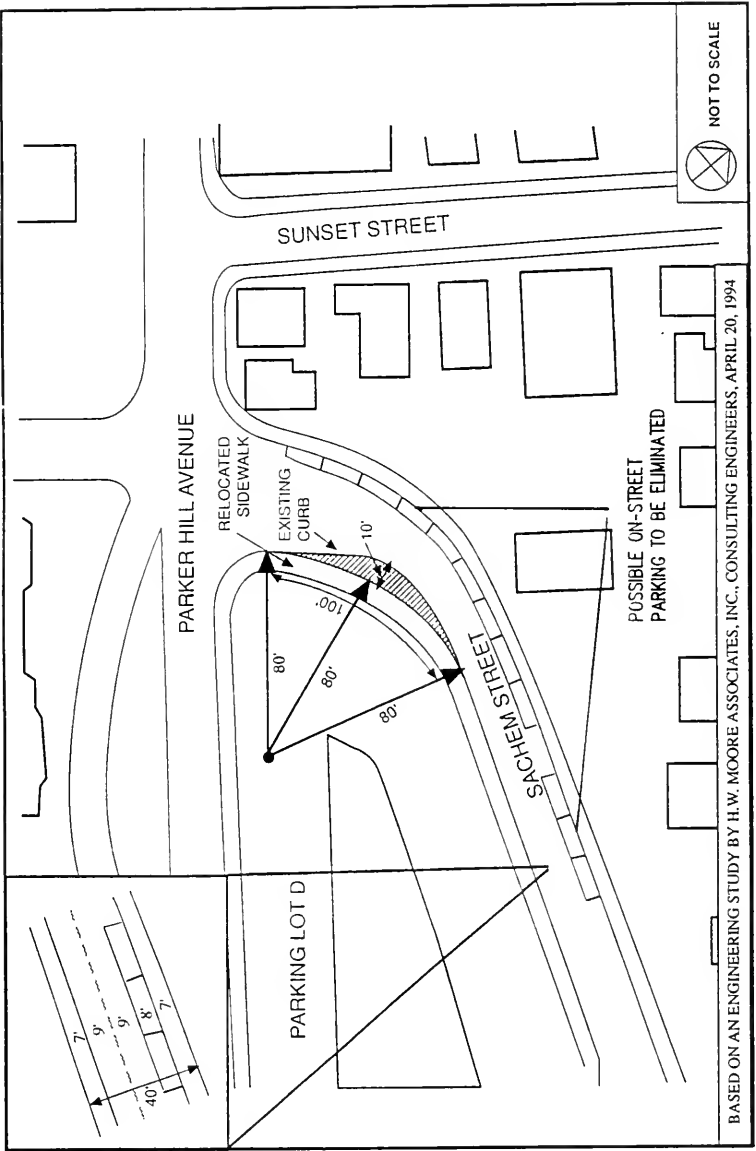 7'
9'
9'
8'
7'
40'
PARKER HILL AVENUE
RELOCATED
SIDEWALK
EXISTING
CURB
10'
100'
80'
80'
80'
SUNSET STREET
PARKING LOT D
SACHEM STREET
POSSIBLE ON-STREET
PARKING TO BE ELIMINATED
NOT TO SCALE
BASED ON AN ENGINEERING STUDY BY H.W. MOORE ASSOCIATES, INC., CONSULTING ENGINEERS, APRIL 20, 1994